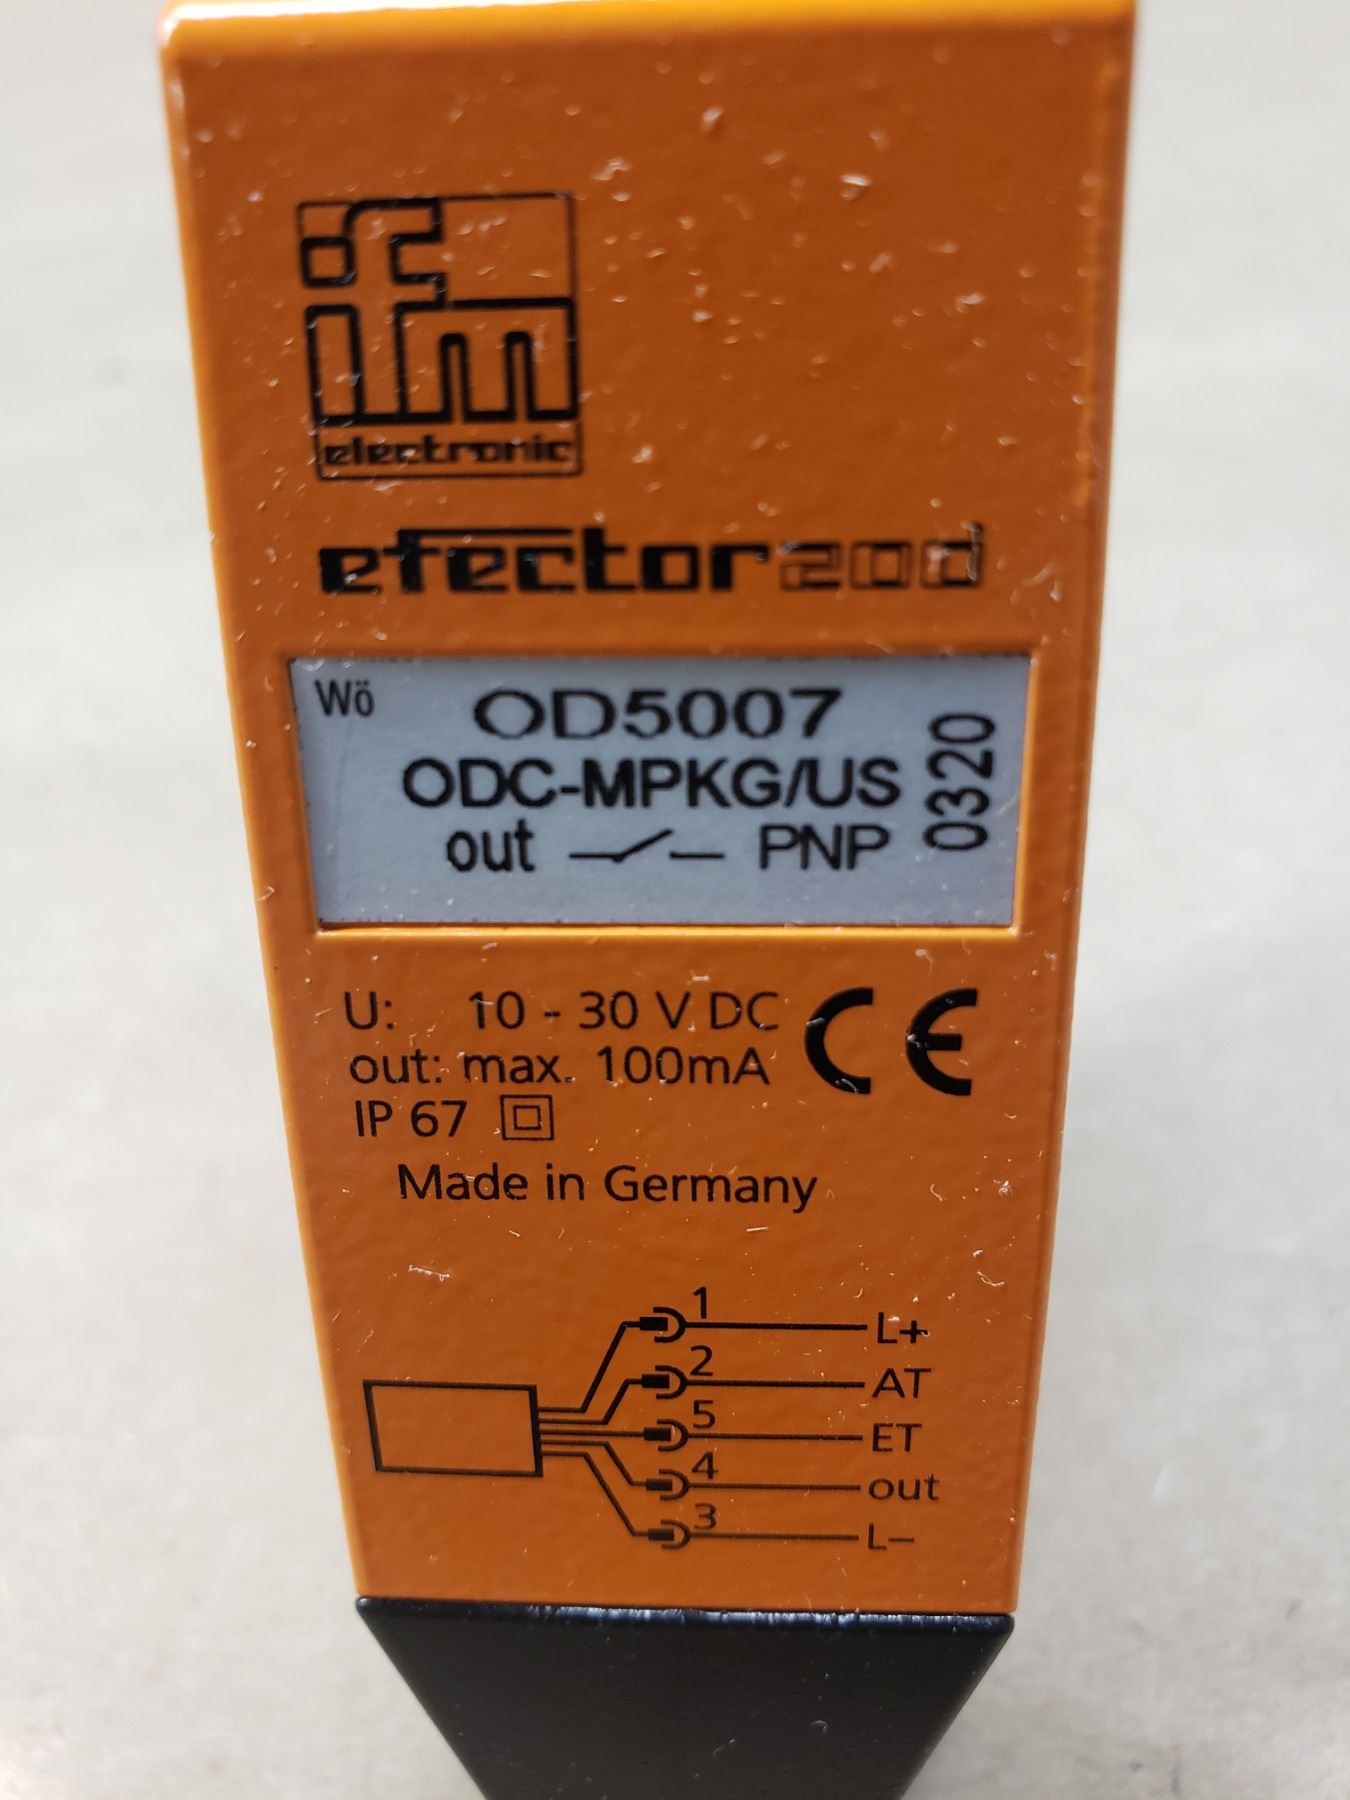 ifm
electronic
efector200
Wö
OD5007
ODC-MPKG/US
out PNP
0320
U: 10 - 30 V DC
out: max. 100mA
IP 67
CE
Made in Germany
1 L+
2 AT
5 ET
4 out
3 L−